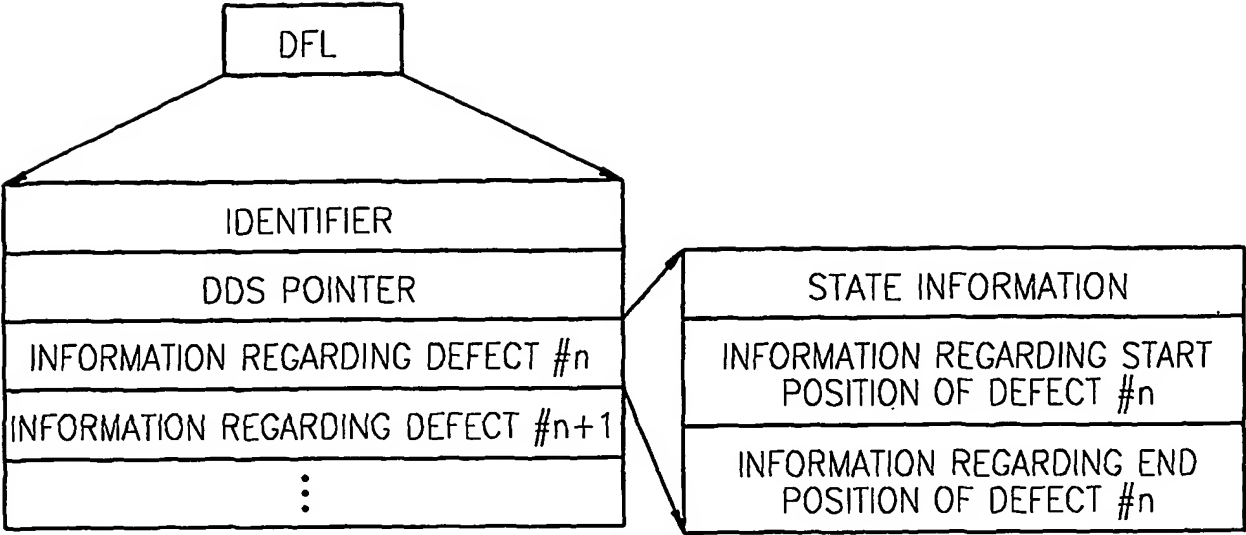 DFL
IDENTIFIER
DDS POINTER
INFORMATION REGARDING DEFECT #n
INFORMATION REGARDING DEFECT #n+1
⋮
STATE INFORMATION
INFORMATION REGARDING START
POSITION OF DEFECT #n
INFORMATION REGARDING END
POSITION OF DEFECT #n